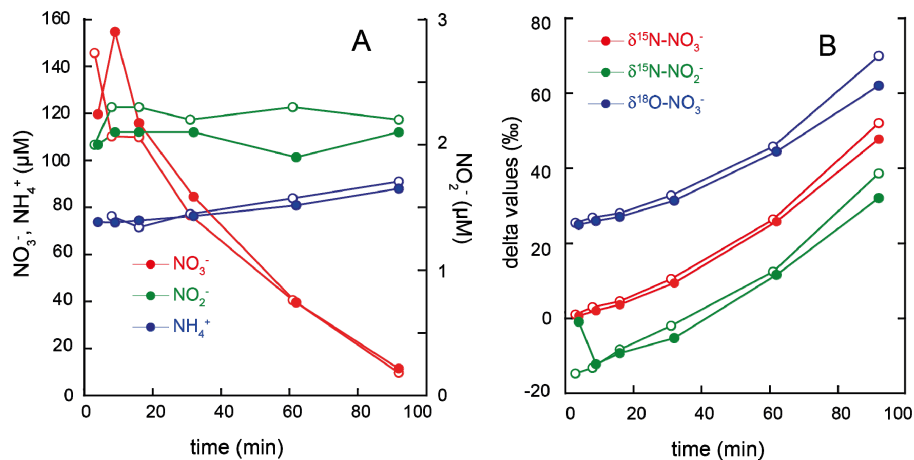 A
160
140
120
100
80
60
40
20
0
NO₃⁻, NH₄⁺ (µM)
3
2
1
0
NO₂⁻ (µM)
NO₃⁻
NO₂⁻
NH₄⁺
0 20 40 60 80 100
time (min)
B
80
60
40
20
0
-20
delta values (‰)
δ¹⁵N-NO₃⁻
δ¹⁵N-NO₂⁻
δ¹⁸O-NO₃⁻
0 20 40 60 80 100
time (min)